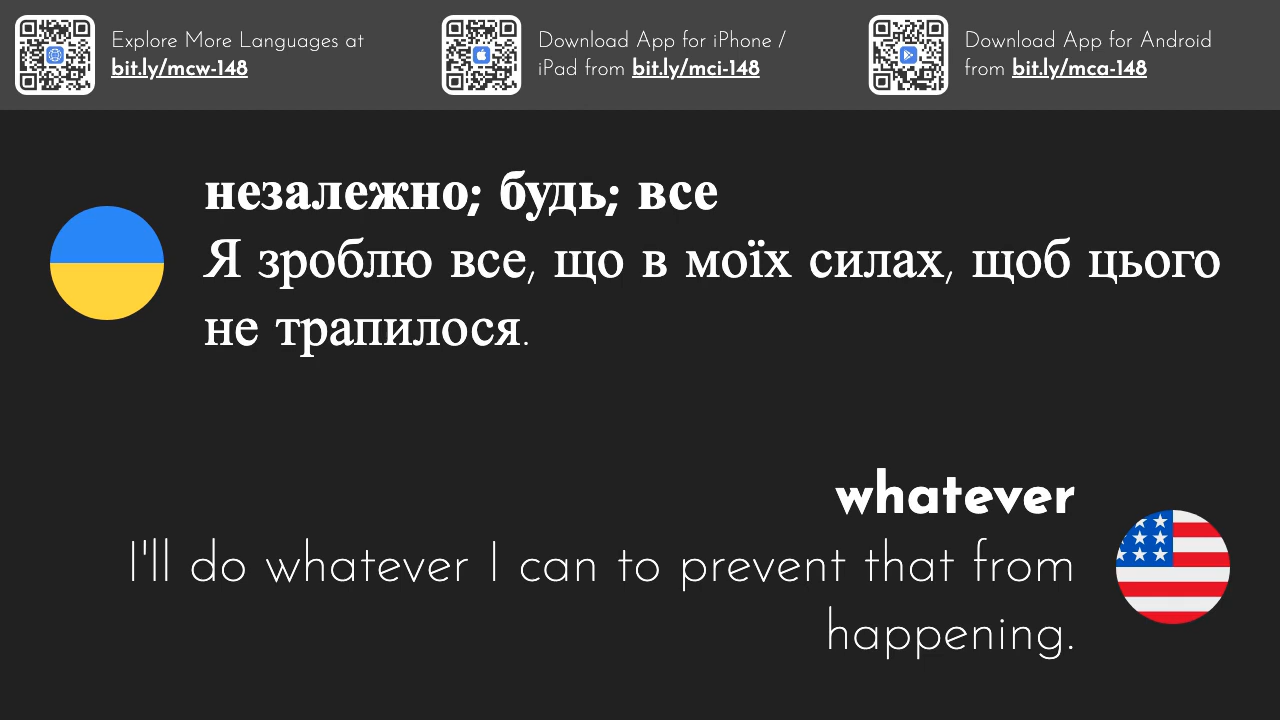 Explore More Languages at
bit.ly/mcw-148
Download App for iPhone /
iPad from bit.ly/mci-148
Download App for Android
from bit.ly/mca-148
незалежно; будь; все
Я зроблю все, що в моїх силах, щоб цього
не трапилося.
whatever
I'll do whatever I can to prevent that from
happening.